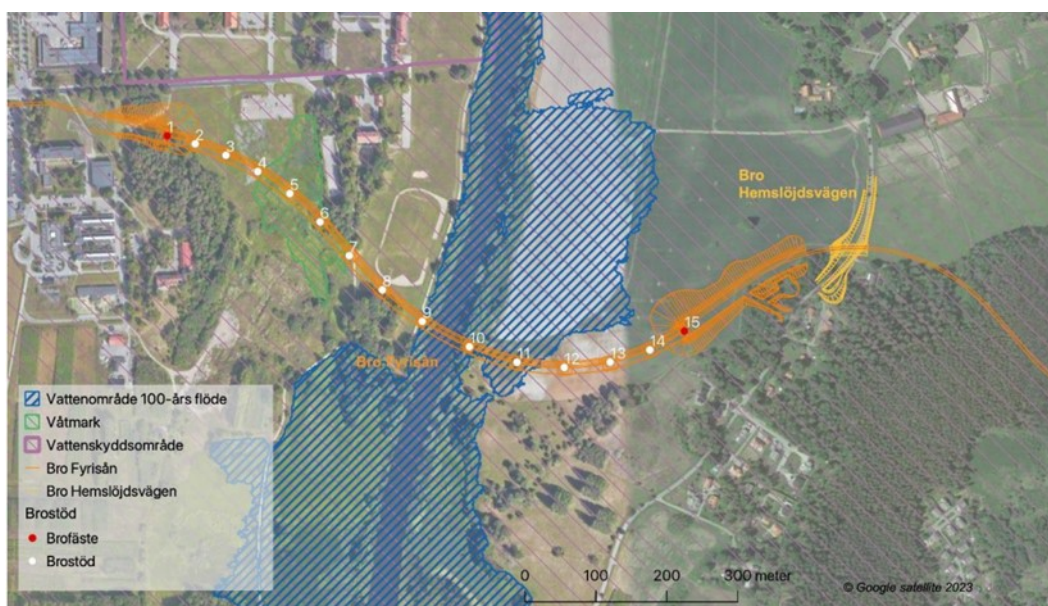 1
2
3
4
5
6
7
8
9
10
11
12
13
14
15
Bro
Hemslöjdsvägen
Bro Fyrisån
Vattenområde 100-års flöde
Våtmark
Vattenskyddsområde
Bro Fyrisån
Bro Hemslöjdsvägen
Brostöd
Brofäste
Brostöd
0 100 200 300 meter
© Google satellite 2023